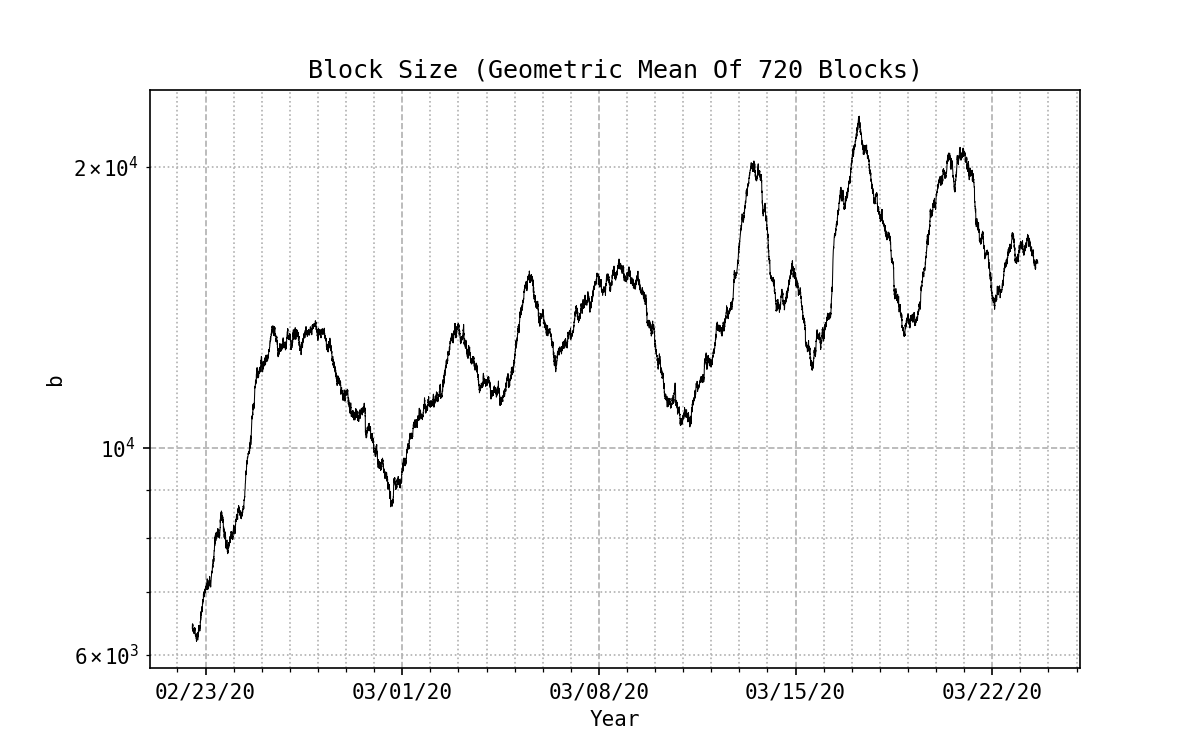 Block Size (Geometric Mean Of 720 Blocks)
2×10⁴
b
10⁴
6×10³
02/23/20 03/01/20 03/08/20 03/15/20 03/22/20
Year